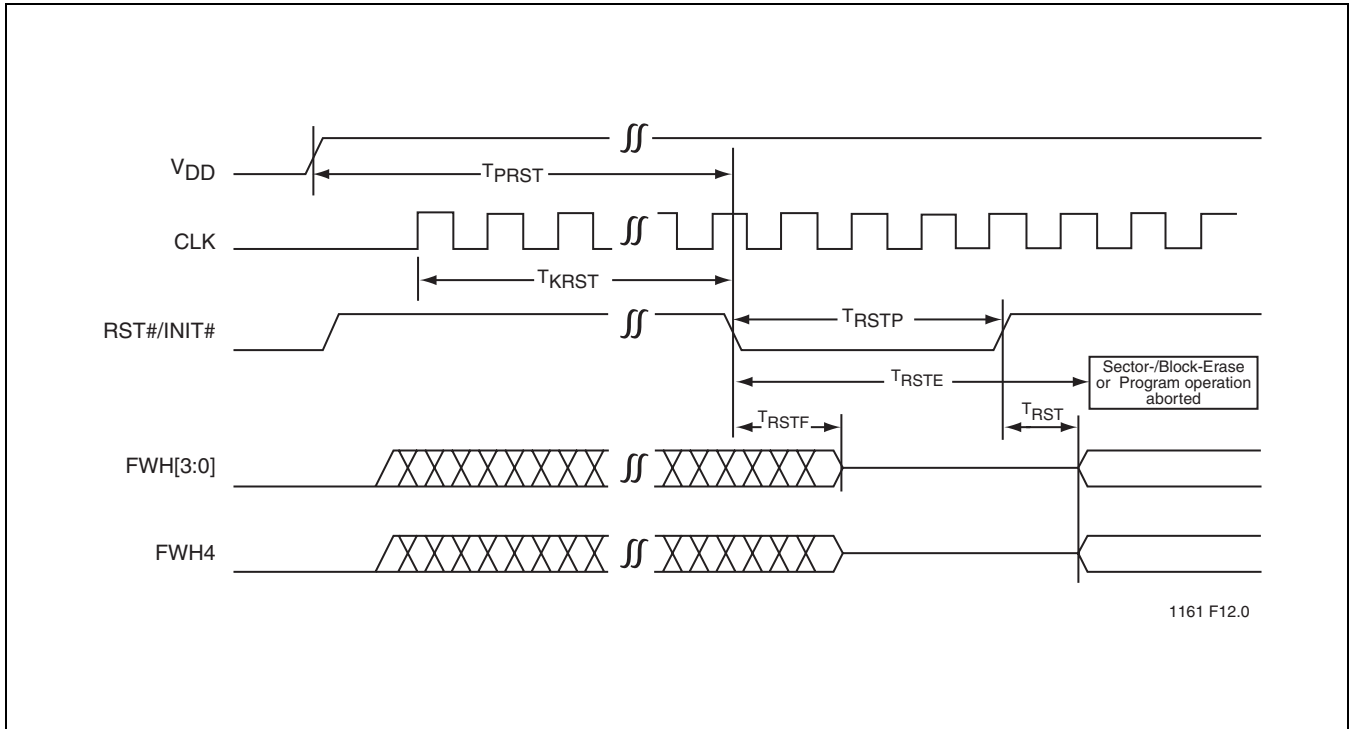 VDD
TPRST
CLK
TKRST
RST#/INIT#
TRSTP
TRSTE
Sector-/Block-Erase
or Program operation
aborted
TRSTF
TRST
FWH[3:0]
FWH4
1161 F12.0